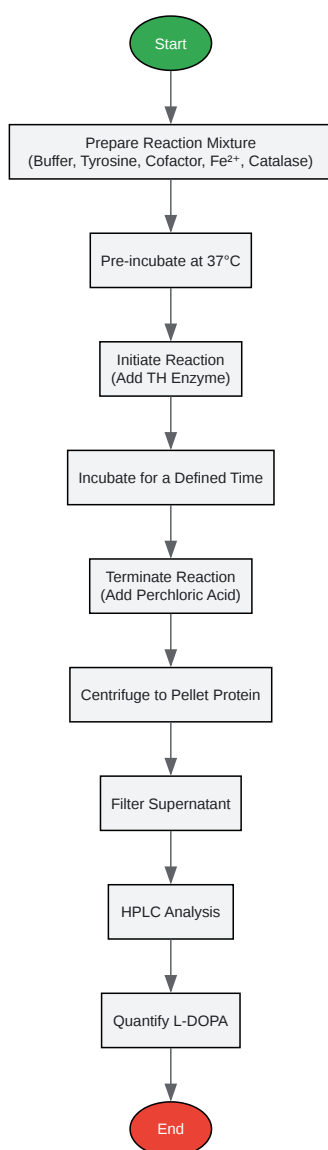 Start
Prepare Reaction Mixture
(Buffer, Tyrosine, Cofactor, Fe²⁺, Catalase)
Pre-incubate at 37°C
Initiate Reaction
(Add TH Enzyme)
Incubate for a Defined Time
Terminate Reaction
(Add Perchloric Acid)
Centrifuge to Pellet Protein
Filter Supernatant
HPLC Analysis
Quantify L-DOPA
End